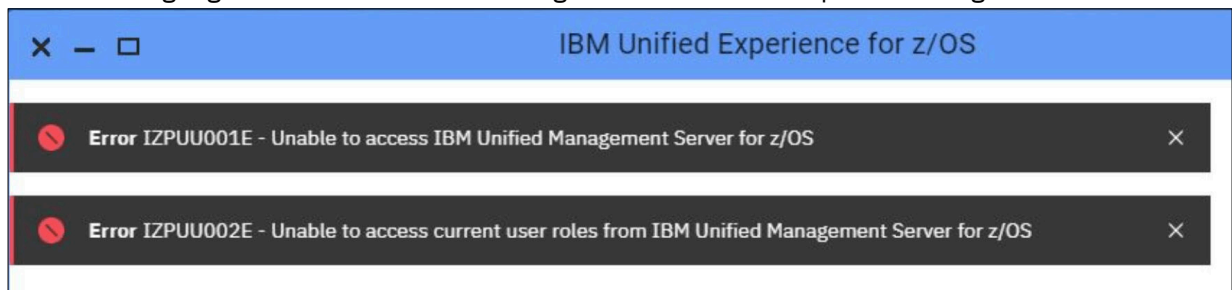 IBM Unified Experience for z/OS
Error IZPUU001E - Unable to access IBM Unified Management Server for z/OS
Error IZPUU002E - Unable to access current user roles from IBM Unified Management Server for z/OS